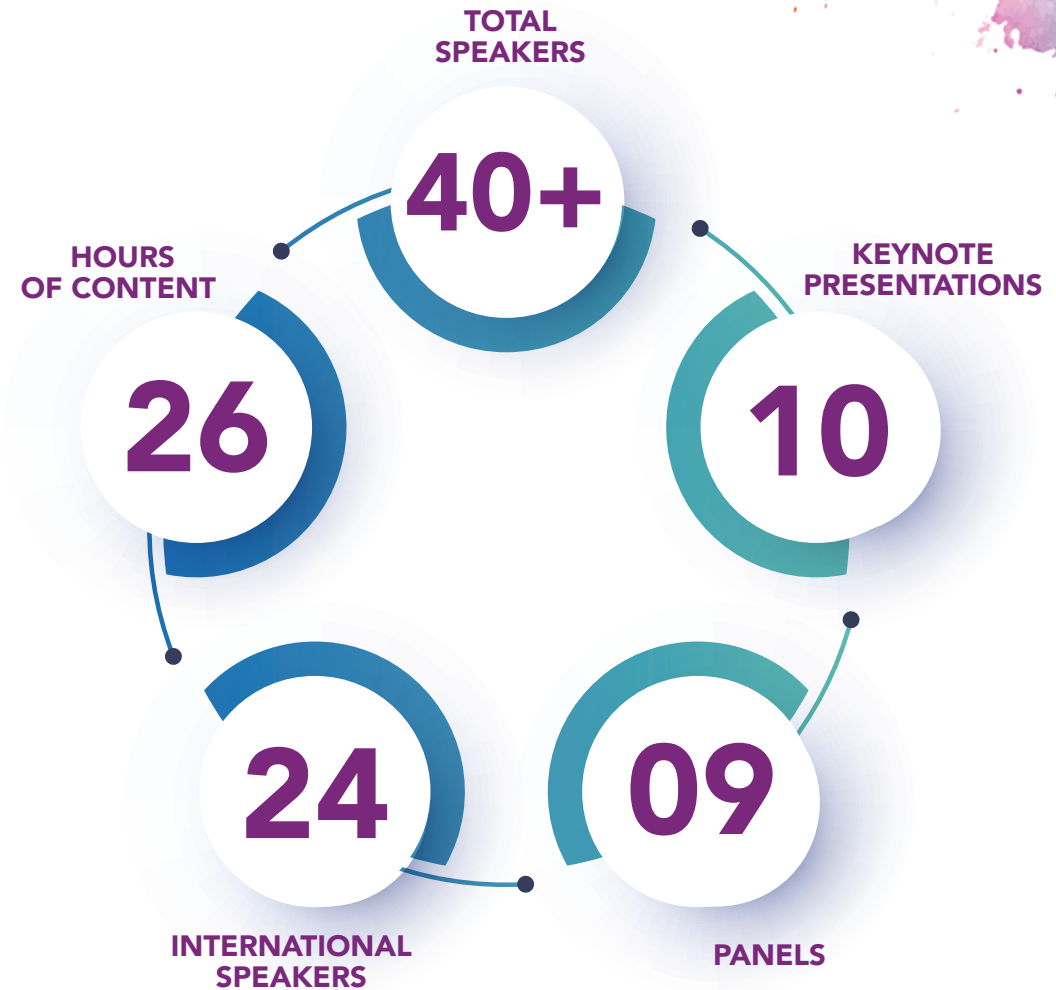 TOTAL
SPEAKERS
40+
HOURS
OF CONTENT
26
KEYNOTE
PRESENTATIONS
10
24
INTERNATIONAL
SPEAKERS
09
PANELS